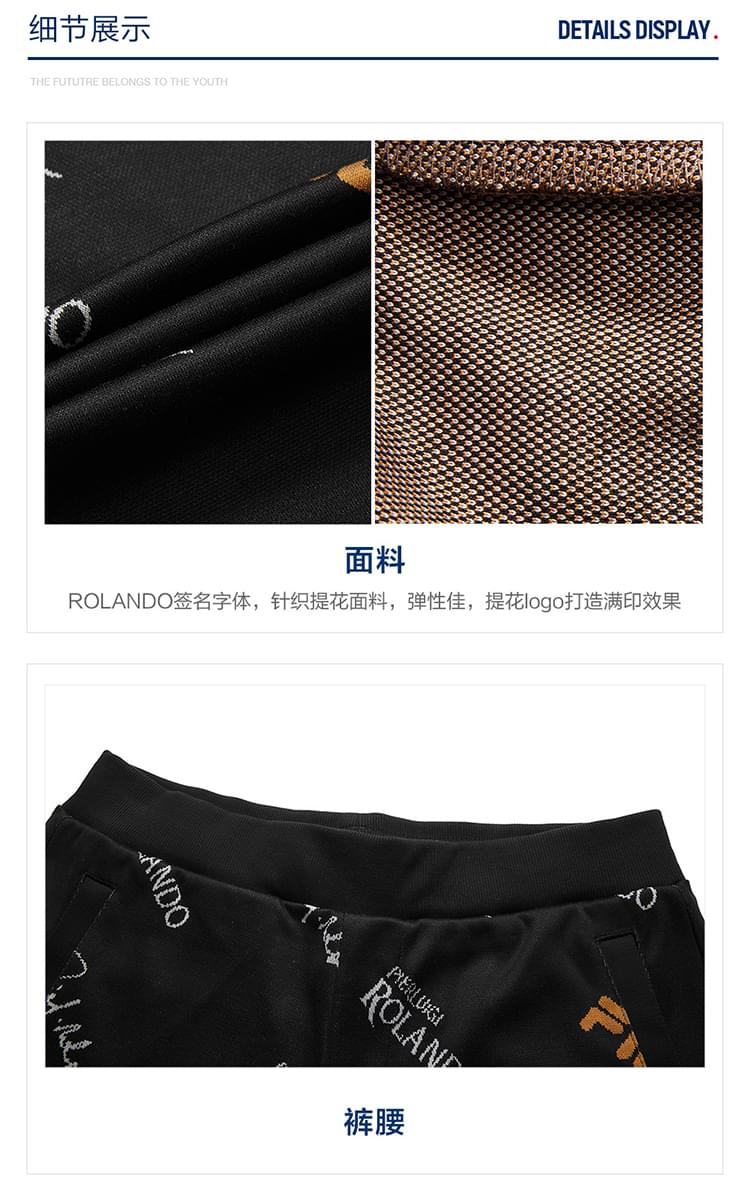 细节展示
DETAILS DISPLAY.
THE FUTUTRE BELONGS TO THE YOUTH
面料
ROLANDO签名字体，针织提花面料，弹性佳，提花logo打造满印效果
PIERLUIGI
ROLAN
裤腰